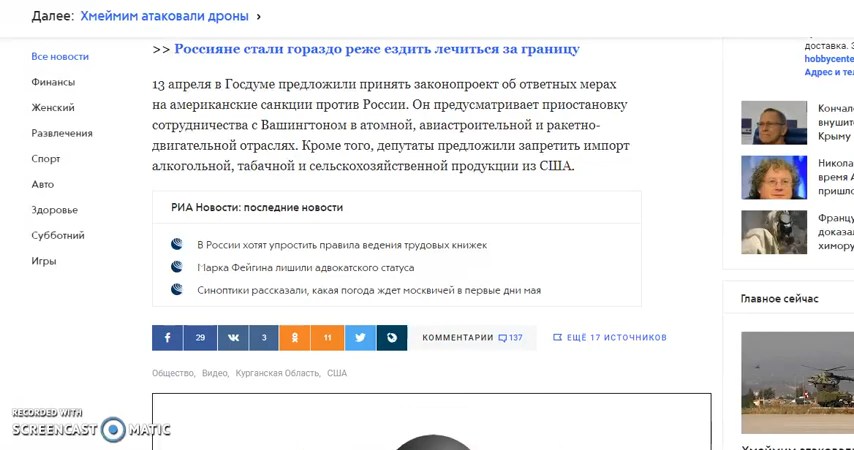 Далее: Хмеймим атаковали дроны ›
Все новости
Финансы
Женский
Развлечения
Спорт
Авто
Здоровье
Субботний
Игры
>> Россияне стали гораздо реже ездить лечиться за границу
13 апреля в Госдуме предложили принять законопроект об ответных мерах
на американские санкции против России. Он предусматривает приостановку
сотрудничества с Вашингтоном в атомной, авиастроительной и ракетно-
двигательной отраслях. Кроме того, депутаты предложили запретить импорт
алкогольной, табачной и сельскохозяйственной продукции из США.
РИА Новости: последние новости
В России хотят упростить правила ведения трудовых книжек
Марка Фейгина лишили адвокатского статуса
Синоптики рассказали, какая погода ждет москвичей в первые дни мая
29 3 11 КОММЕНТАРИИ 137 ЕЩЁ 17 ИСТОЧНИКОВ
Общество, Видео, Курганская Область, США
доставка.
hobbycente
Адрес и те
Кончал
внушит
Крыму
Никола
время А
пришло
Францу
доказа
химору
Главное сейчас
RECORDED WITH
SCREENCAST MATIC